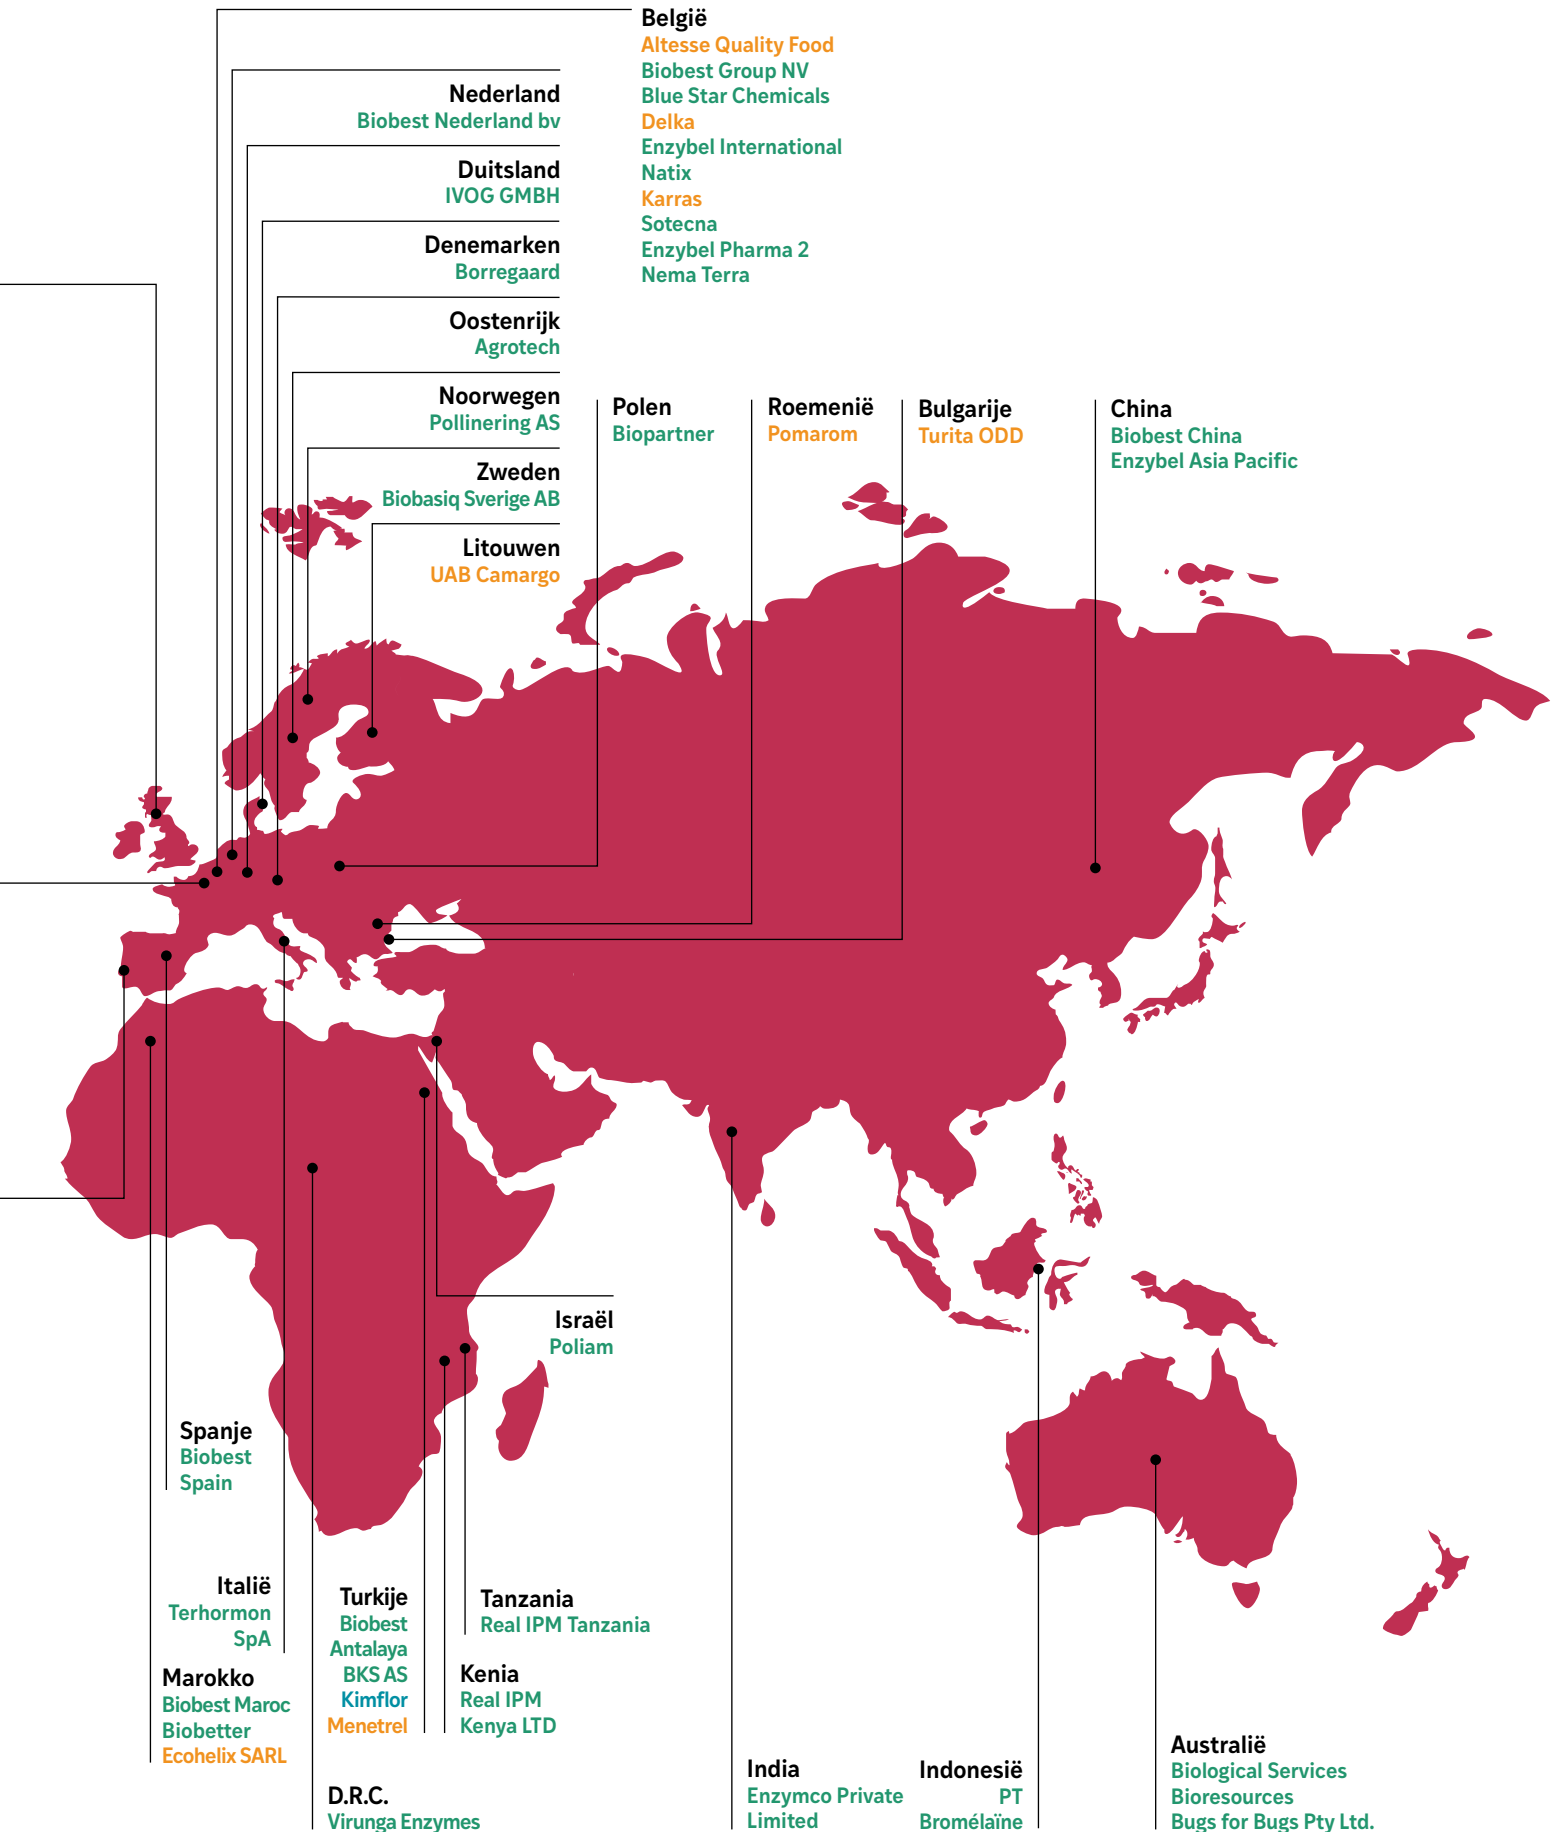 België
Altesse Quality Food
Biobest Group NV
Blue Star Chemicals
Delka
Enzybel International
Natix
Karras
Sotecna
Enzybel Pharma 2
Nema Terra
Nederland
Biobest Nederland bv
Duitsland
IVOG GMBH
Denemarken
Borregaard
Oostenrijk
Agrotech
Noorwegen
Pollinering AS
Zweden
Biobasiq Sverige AB
Litouwen
UAB Camargo
Polen
Biopartner
Roemenië
Pomarom
Bulgarije
Turita ODD
China
Biobest China
Enzybel Asia Pacific
Israël
Poliam
Spanje
Biobest
Spain
Italië
Terhormon
SpA
Marokko
Biobest Maroc
Biobetter
Ecohelix SARL
Turkije
Biobest
Antalaya
BKS AS
Kimflor
Menetrel
Tanzania
Real IPM Tanzania
Kenia
Real IPM
Kenya LTD
D.R.C.
Virunga Enzymes
India
Enzymco Private
Limited
Indonesië
PT
Bromélaïne
Australië
Biological Services
Bioresources
Bugs for Bugs Pty Ltd.